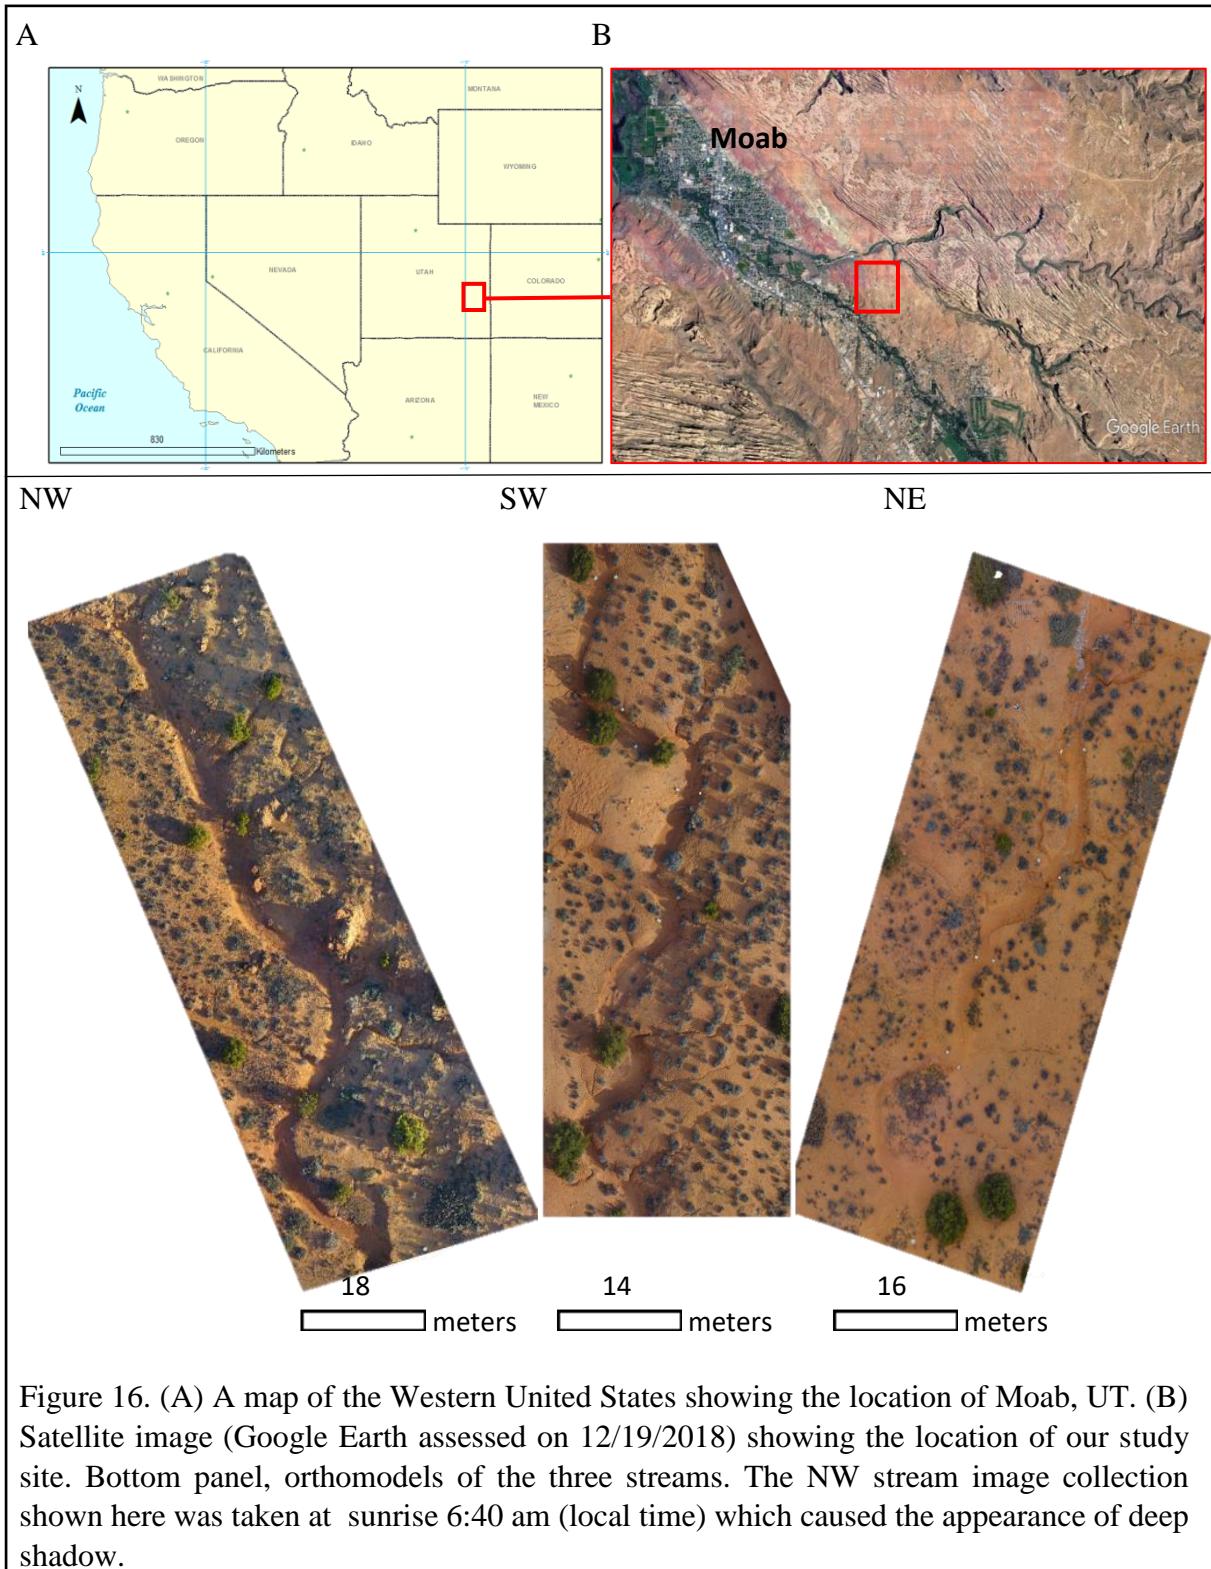 A
B
WASHINGTON
MONTANA
N
OREGON
IDAHO
WYOMING
Moab
NEVADA
UTAH
COLORADO
CALIFORNIA
Pacific
Ocean
ARIZONA
NEW
MEXICO
830
Kilometers
Google Earth
NW
SW
NE
18
meters
14
meters
16
meters
Figure 16. (A) A map of the Western United States showing the location of Moab, UT. (B)
Satellite image (Google Earth assessed on 12/19/2018) showing the location of our study
site. Bottom panel, orthomodels of the three streams. The NW stream image collection
shown here was taken at sunrise 6:40 am (local time) which caused the appearance of deep
shadow.